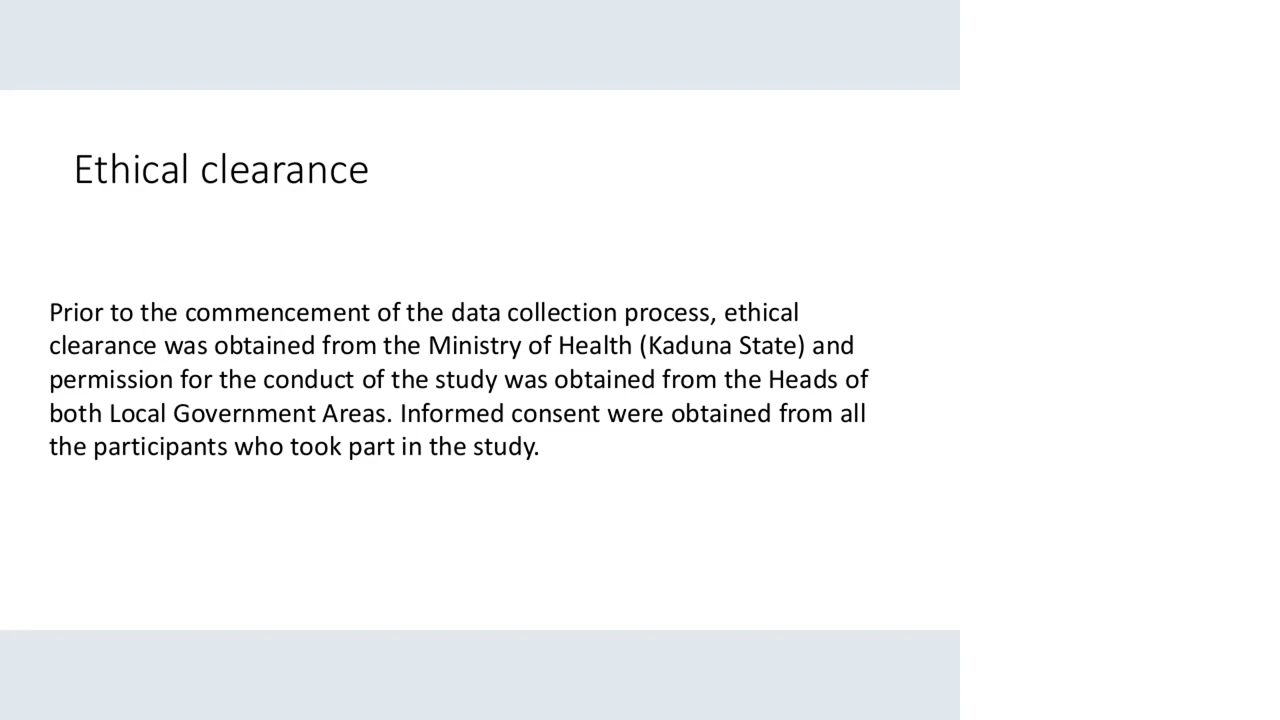 Ethical clearance
Prior to the commencement of the data collection process, ethical
clearance was obtained from the Ministry of Health (Kaduna State) and
permission for the conduct of the study was obtained from the Heads of
both Local Government Areas. Informed consent were obtained from all
the participants who took part in the study.